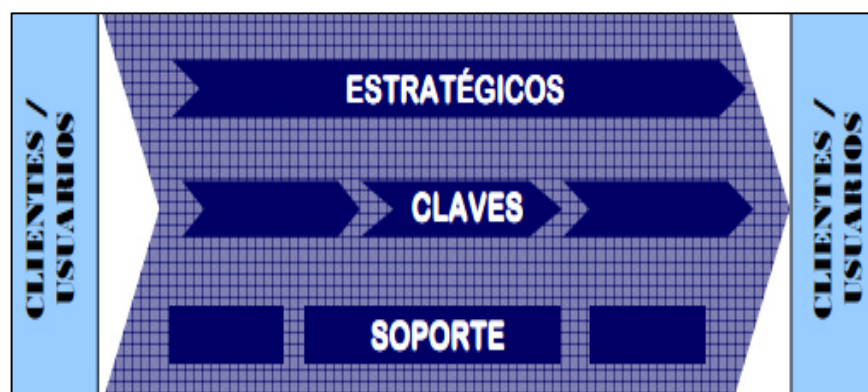 CLIENTES /
USUARIOS
ESTRATÉGICOS
CLAVES
SOPORTE
CLIENTES /
USUARIOS